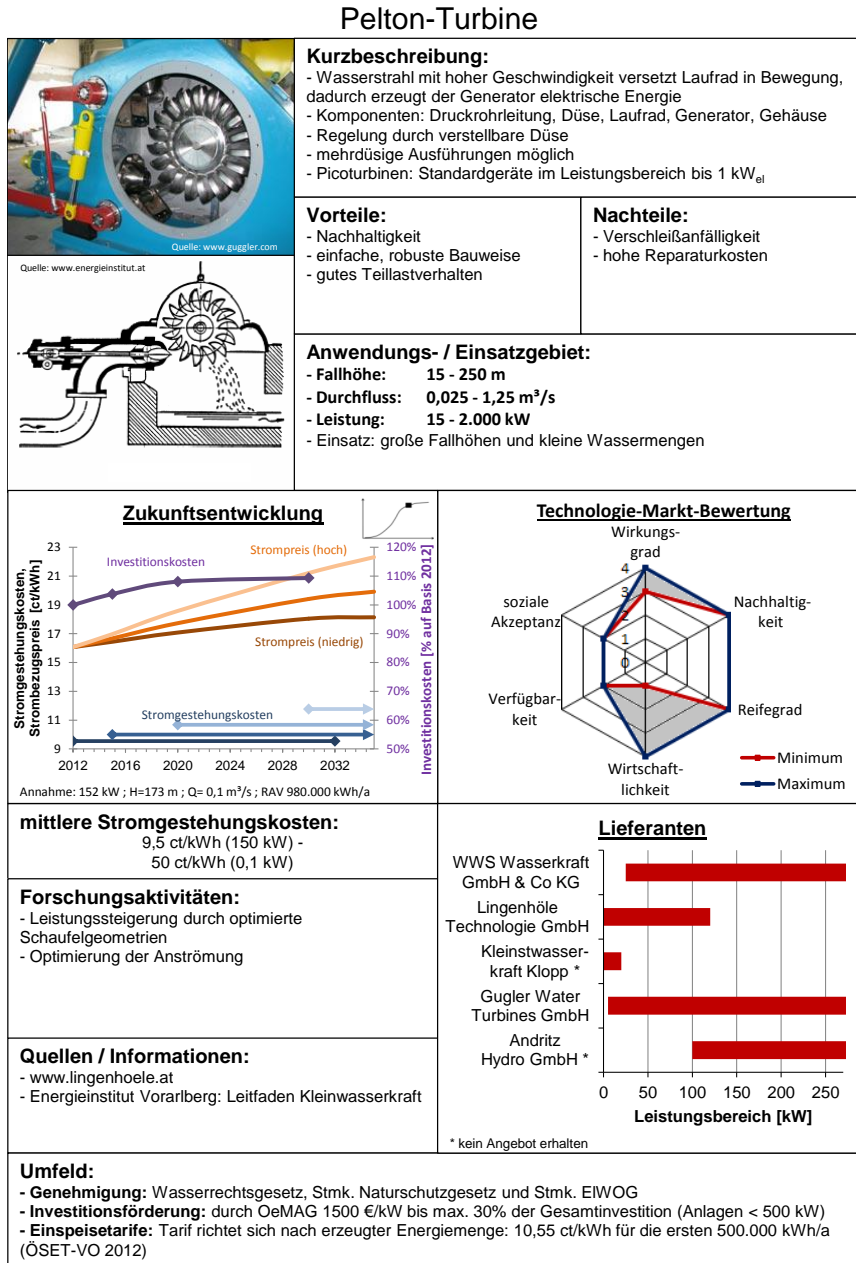 Pelton-Turbine
Quelle: www.guggler.com
Quelle: www.energieinstitut.at
Kurzbeschreibung:
- Wasserstrahl mit hoher Geschwindigkeit versetzt Laufrad in Bewegung,
dadurch erzeugt der Generator elektrische Energie
- Komponenten: Druckrohrleitung, Düse, Laufrad, Generator, Gehäuse
- Regelung durch verstellbare Düse
- mehrdüsige Ausführungen möglich
- Picoturbinen: Standardgeräte im Leistungsbereich bis 1 kWel
Vorteile:
- Nachhaltigkeit
- einfache, robuste Bauweise
- gutes Teillastverhalten
Nachteile:
- Verschleißanfälligkeit
- hohe Reparaturkosten
Anwendungs- / Einsatzgebiet:
- Fallhöhe: 15 - 250 m
- Durchfluss: 0,025 - 1,25 m³/s
- Leistung: 15 - 2.000 kW
- Einsatz: große Fallhöhen und kleine Wassermengen
Zukunftsentwicklung
Stromgestehungskosten,
Strombezugspreis [ct/kWh]
23
21
19
17
15
13
11
9
Investitionskosten
Strompreis (hoch)
Strompreis (niedrig)
Stromgestehungskosten
120%
110%
100%
90%
80%
70%
60%
50%
Investitionskosten [% auf Basis 2012]
2012 2016 2020 2024 2028 2032
Annahme: 152 kW ; H=173 m ; Q= 0,1 m³/s ; RAV 980.000 kWh/a
Technologie-Markt-Bewertung
Wirkungs-
grad
4
3
2
1
0
Nachhaltig-
keit
Reifegrad
Wirtschaft-
lichkeit
Verfügbar-
keit
soziale
Akzeptanz
Minimum
Maximum
mittlere Stromgestehungskosten:
9,5 ct/kWh (150 kW) -
50 ct/kWh (0,1 kW)
Forschungsaktivitäten:
- Leistungssteigerung durch optimierte
Schaufelgeometrien
- Optimierung der Anströmung
Quellen / Informationen:
- www.lingenhoele.at
- Energieinstitut Vorarlberg: Leitfaden Kleinwasserkraft
Lieferanten
WWS Wasserkraft
GmbH & Co KG
Lingenhöle
Technologie GmbH
Kleinstwasser-
kraft Klopp *
Gugler Water
Turbines GmbH
Andritz
Hydro GmbH *
0 50 100 150 200 250
Leistungsbereich [kW]
* kein Angebot erhalten
Umfeld:
- Genehmigung: Wasserrechtsgesetz, Stmk. Naturschutzgesetz und Stmk. ElWOG
- Investitionsförderung: durch OeMAG 1500 €/kW bis max. 30% der Gesamtinvestition (Anlagen < 500 kW)
- Einspeisetarife: Tarif richtet sich nach erzeugter Energiemenge: 10,55 ct/kWh für die ersten 500.000 kWh/a
(ÖSET-VO 2012)